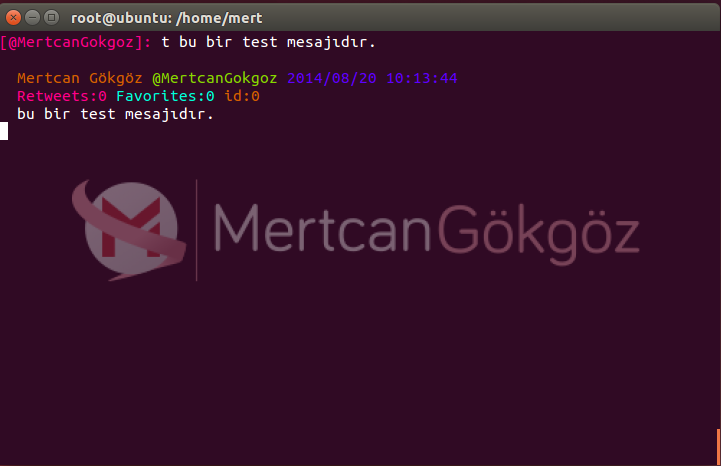 root@ubuntu: /home/mert
[@MertcanGokgoz]: t bu bir test mesajıdır.
Mertcan Gökgöz @MertcanGokgoz 2014/08/20 10:13:44
Retweets:0 Favorites:0 id:0
bu bir test mesajıdır.
MertcanGökgöz